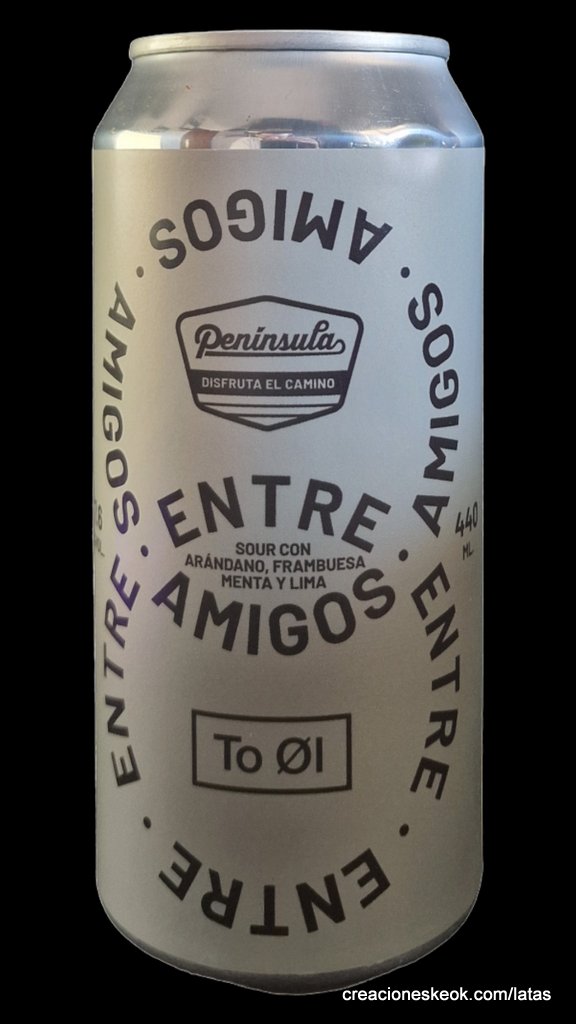 AMIGOS
Península
DISFRUTA EL CAMINO
ENTRE
SOUR CON
ARÁNDANO, FRAMBUESA
MENTA Y LIMA
AMIGOS
To Øl
ENTRE
AMIGOS · ENTRE
AMIGOS · ENTRE
440
ML
creacioneskeok.com/latas